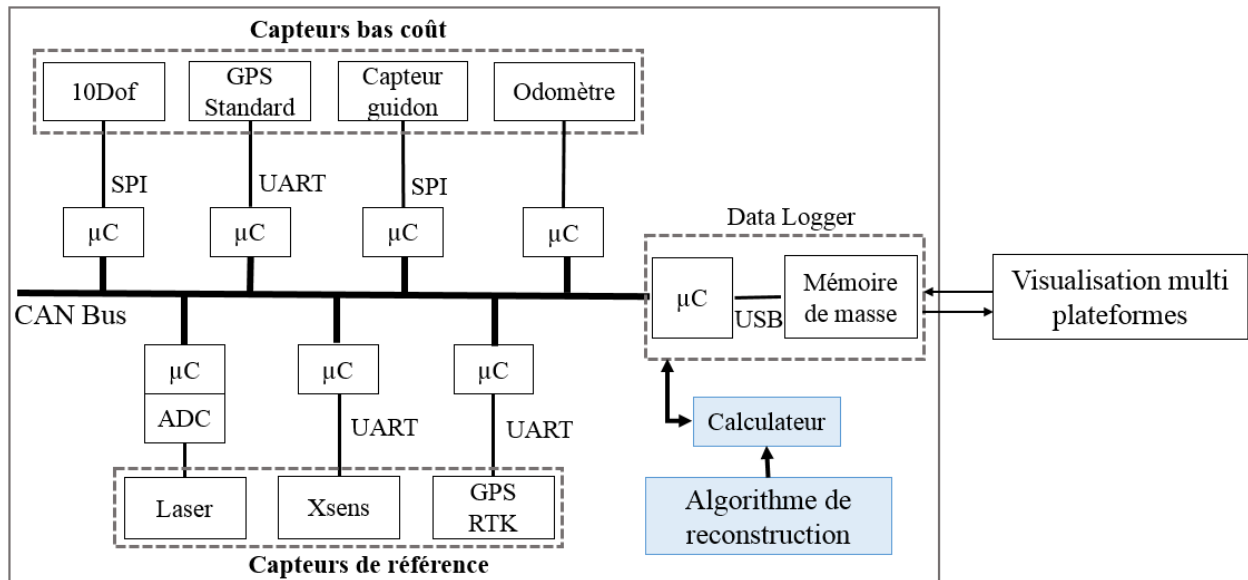 Capteurs bas coût
10Dof
GPS
Standard
Capteur
guidon
Odomètre
SPI
UART
SPI
µC
µC
µC
µC
Data Logger
µC
USB
Mémoire
de masse
Visualisation multi
plateformes
CAN Bus
µC
ADC
µC
µC
UART
UART
Calculateur
Laser
Xsens
GPS
RTK
Algorithme de
reconstruction
Capteurs de référence